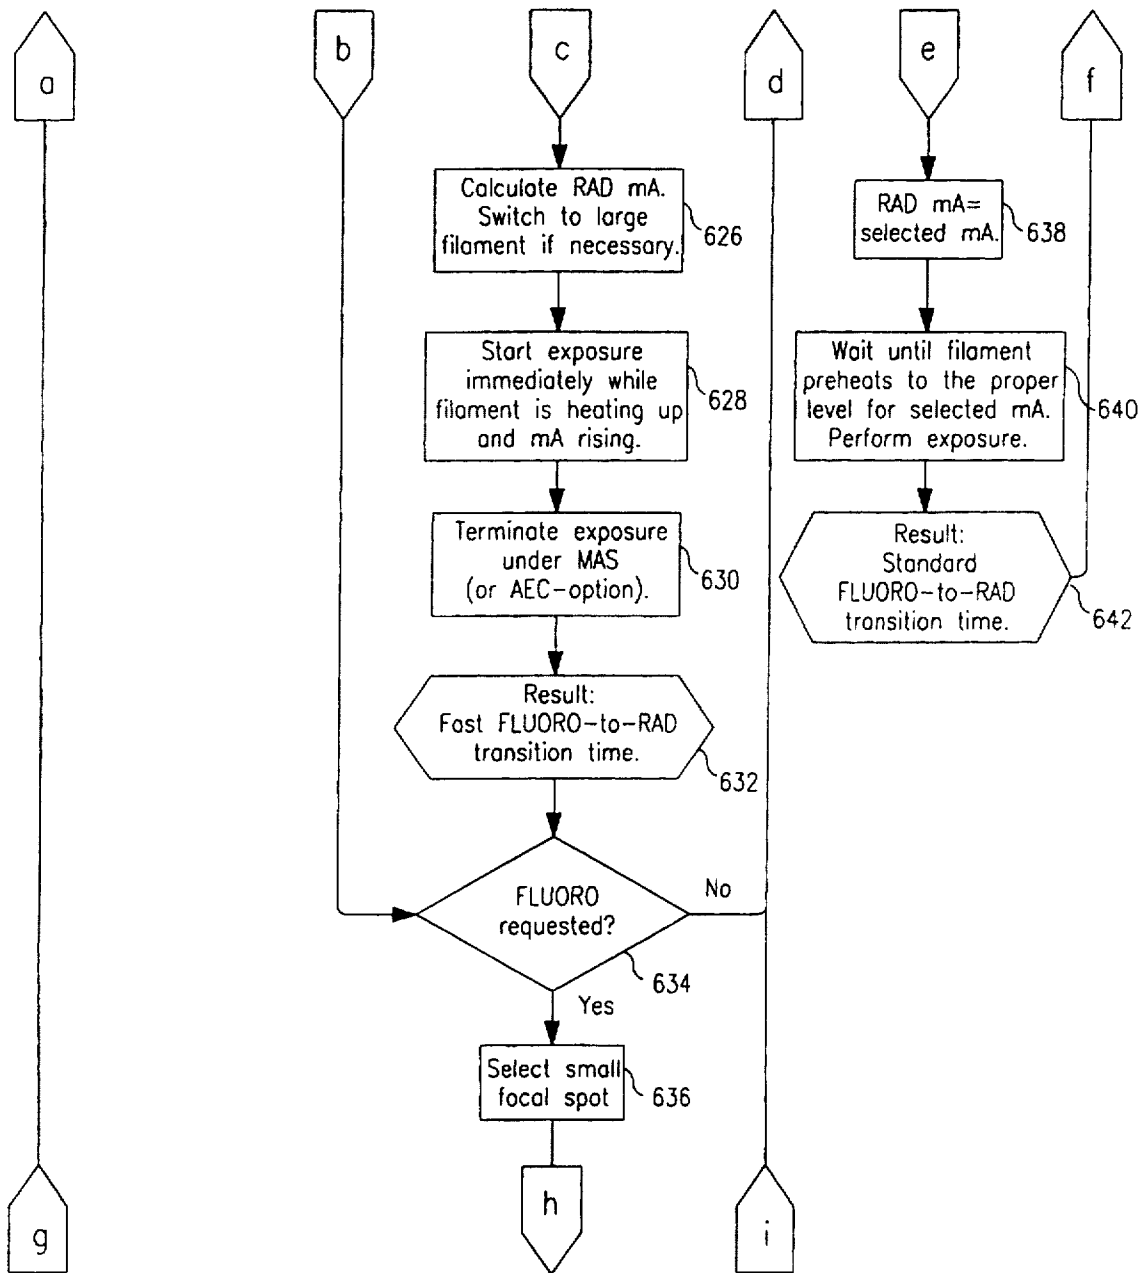 a
b
c
d
e
f
Calculate RAD mA.
Switch to large
filament if necessary.
626
Start exposure
immediately while
filament is heating up
and mA rising.
628
Terminate exposure
under MAS
(or AEC-option).
630
Result:
Fast FLUORO-to-RAD
transition time.
632
FLUORO
requested?
634
No
Yes
Select small
focal spot
636
RAD mA=
selected mA.
638
Wait until filament
preheats to the proper
level for selected mA.
Perform exposure.
640
Result:
Standard
FLUORO-to-RAD
transition time.
642
g
h
i